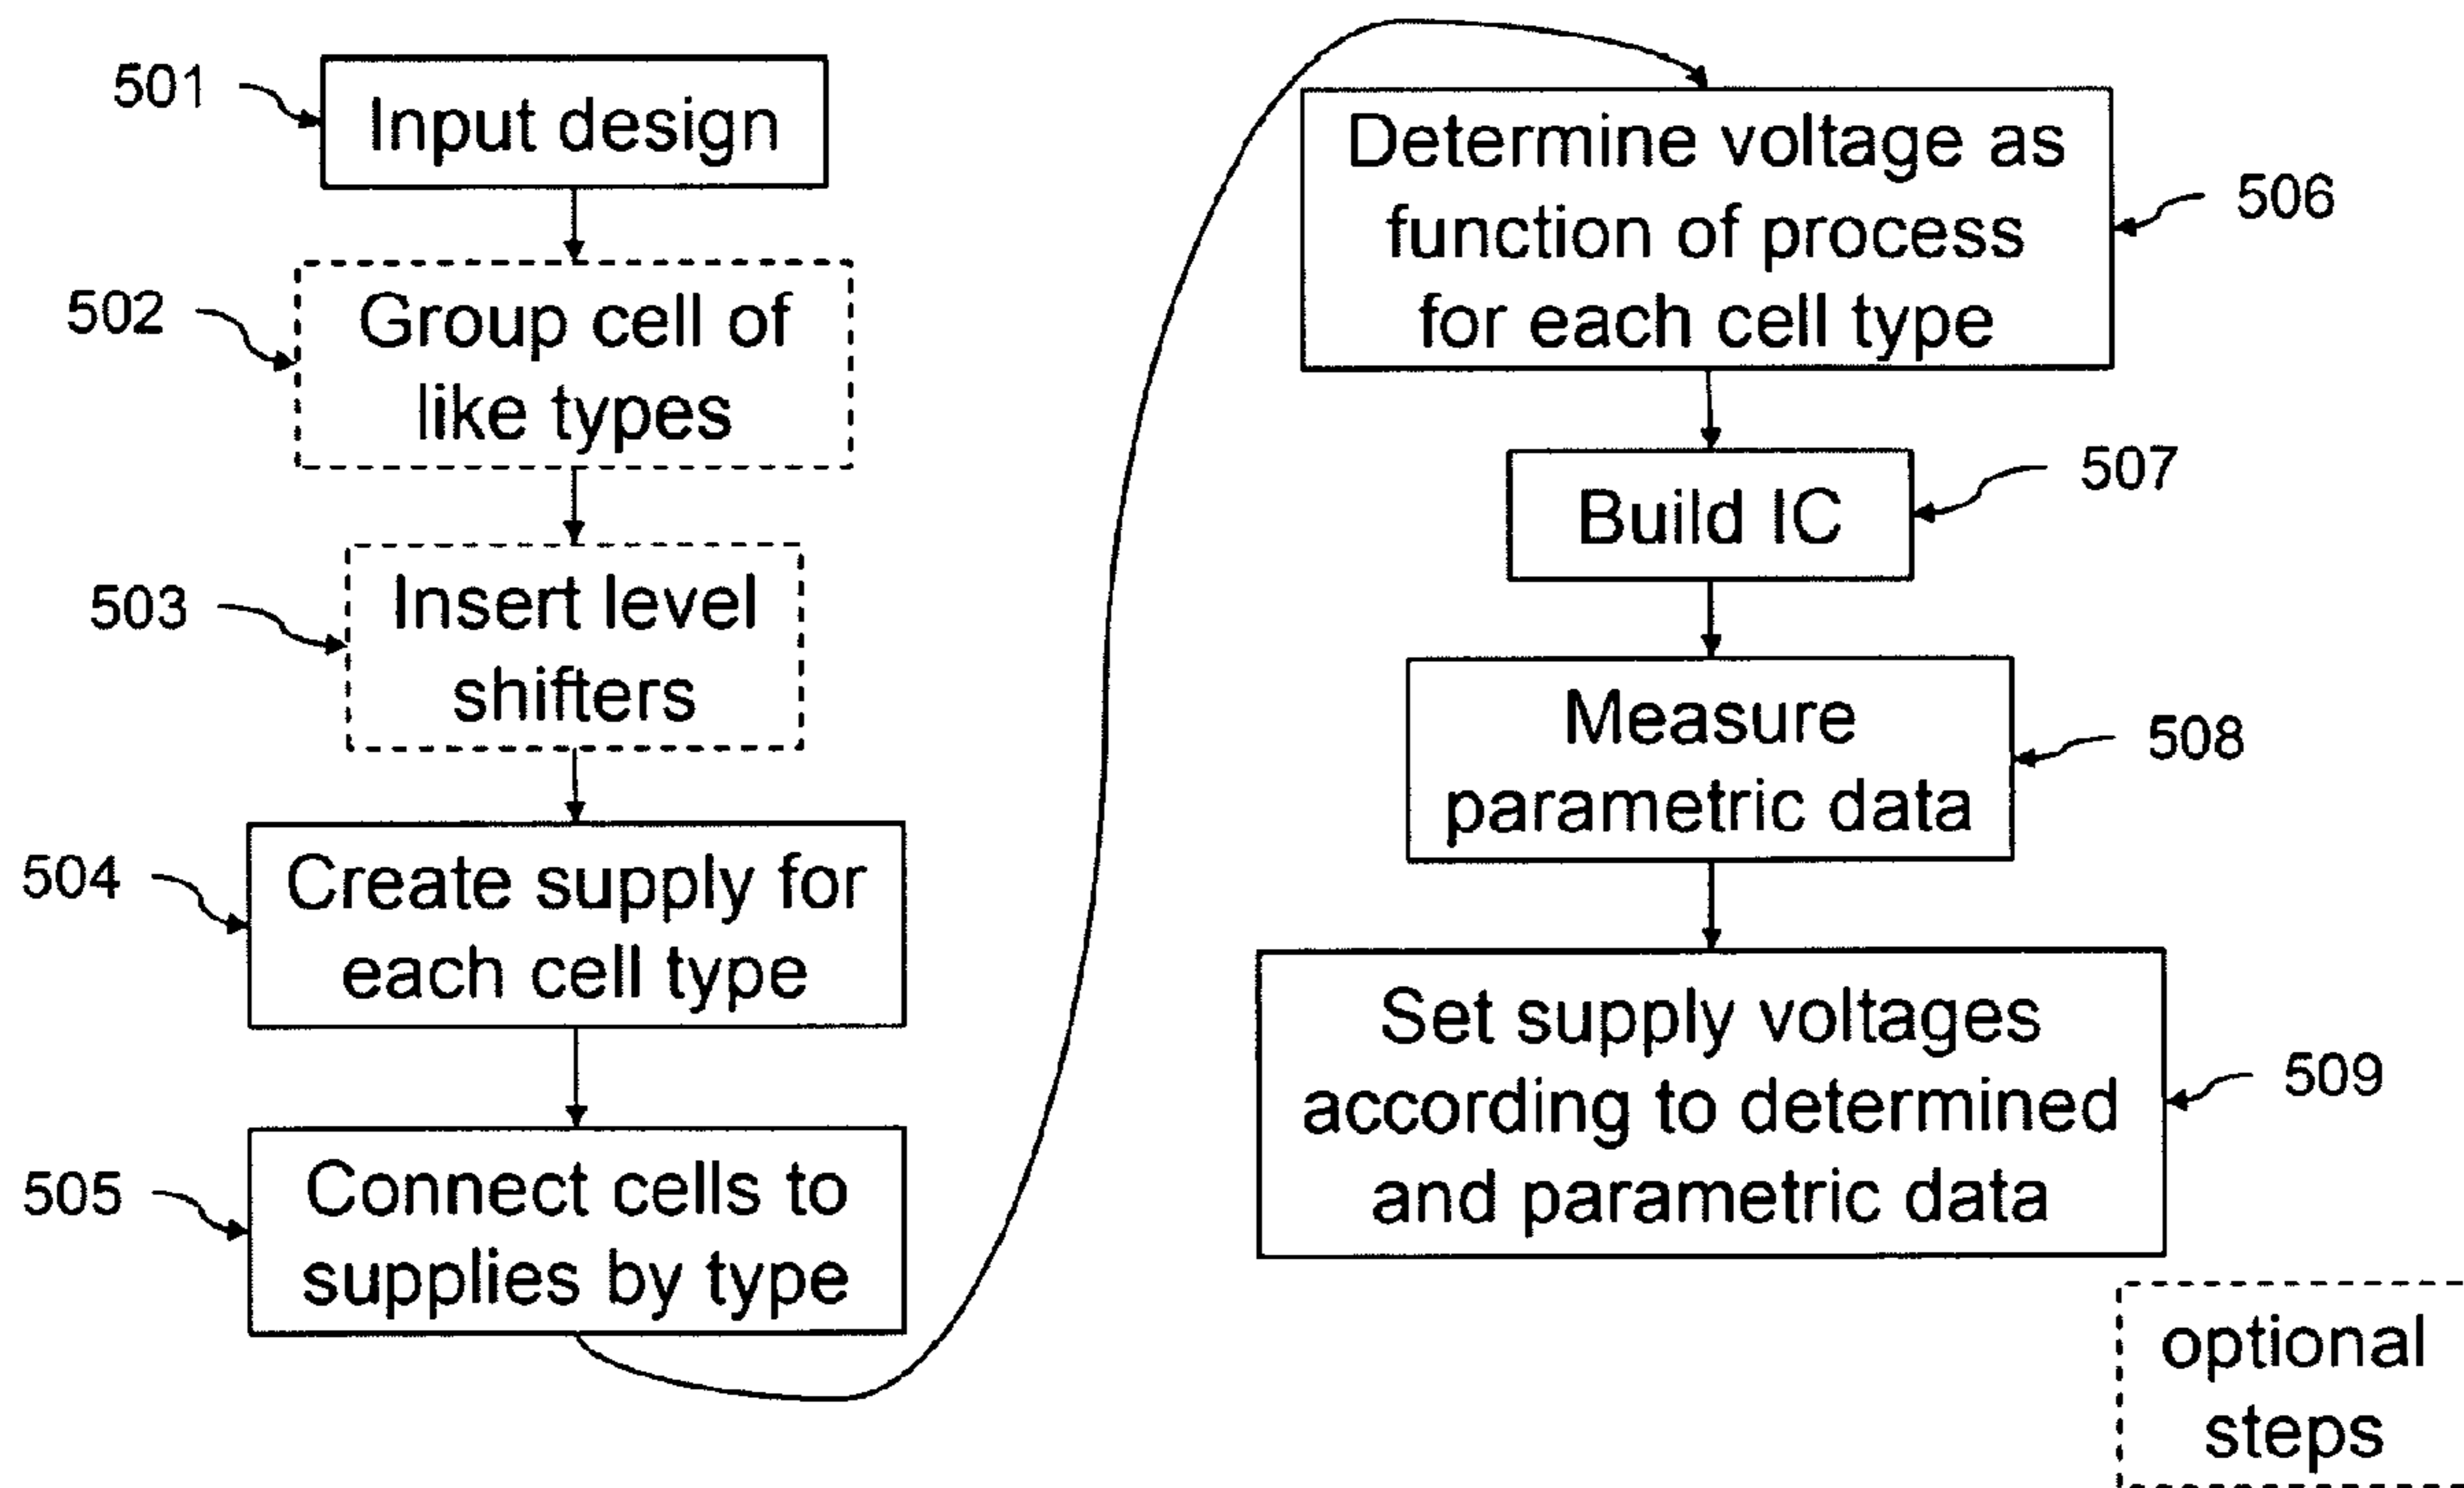 501
Input design
502
Group cell of
like types
503
Insert level
shifters
504
Create supply for
each cell type
505
Connect cells to
supplies by type
Determine voltage as
function of process
for each cell type
506
Build IC
507
Measure
parametric data
508
Set supply voltages
according to determined
and parametric data
509
optional
steps